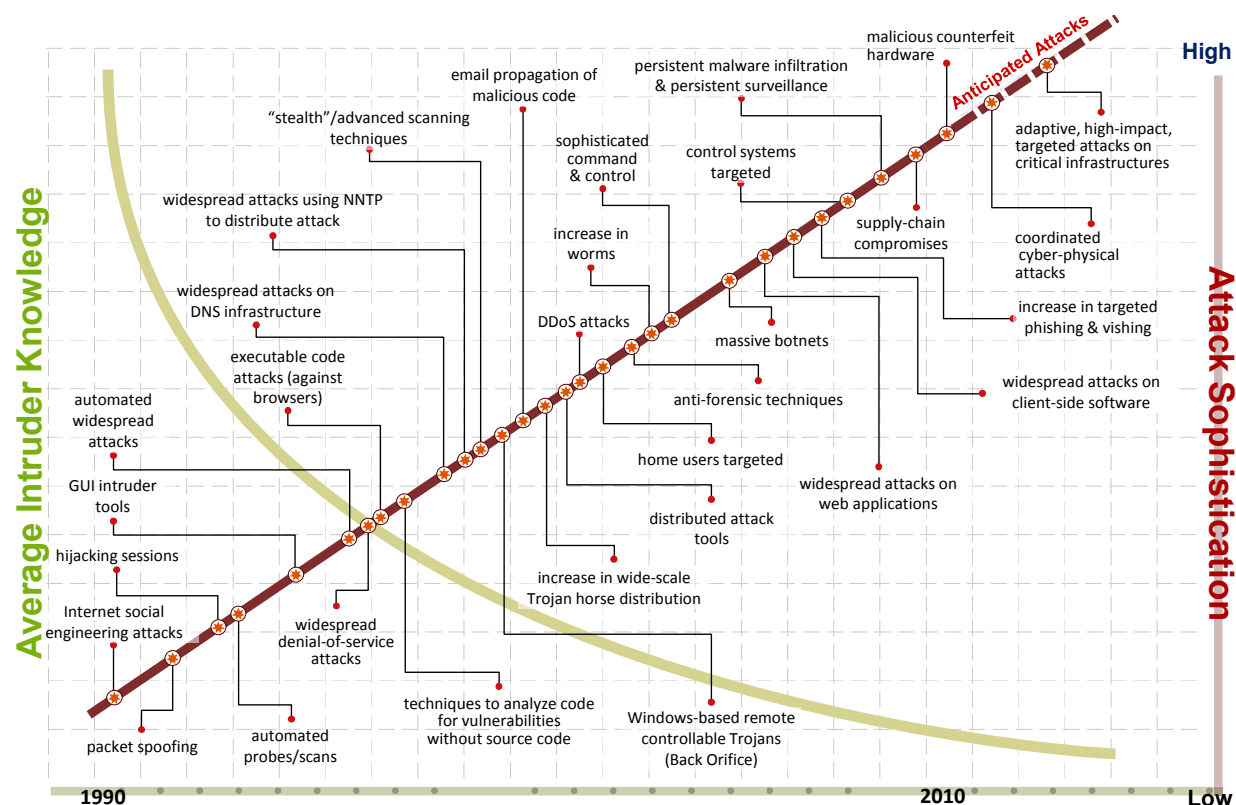 malicious counterfeit
hardware
High
Anticipated Attacks
persistent malware infiltration
& persistent surveillance
email propagation of
malicious code
“stealth”/advanced scanning
techniques
adaptive, high-impact,
targeted attacks on
critical infrastructures
sophisticated
command
& control
control systems
targeted
widespread attacks using NNTP
to distribute attack
supply-chain
compromises
increase in
worms
coordinated
cyber-physical
attacks
Average Intruder Knowledge
Attack Sophistication
widespread attacks on
DNS infrastructure
increase in targeted
phishing & vishing
DDoS attacks
massive botnets
executable code
attacks (against
browsers)
widespread attacks on
client-side software
anti-forensic techniques
automated
widespread
attacks
home users targeted
GUI intruder
tools
widespread attacks on
web applications
distributed attack
tools
hijacking sessions
increase in wide-scale
Trojan horse distribution
Internet social
engineering attacks
widespread
denial-of-service
attacks
techniques to analyze code
for vulnerabilities
without source code
Windows-based remote
controllable Trojans
(Back Orifice)
packet spoofing
automated
probes/scans
1990
2010
Low